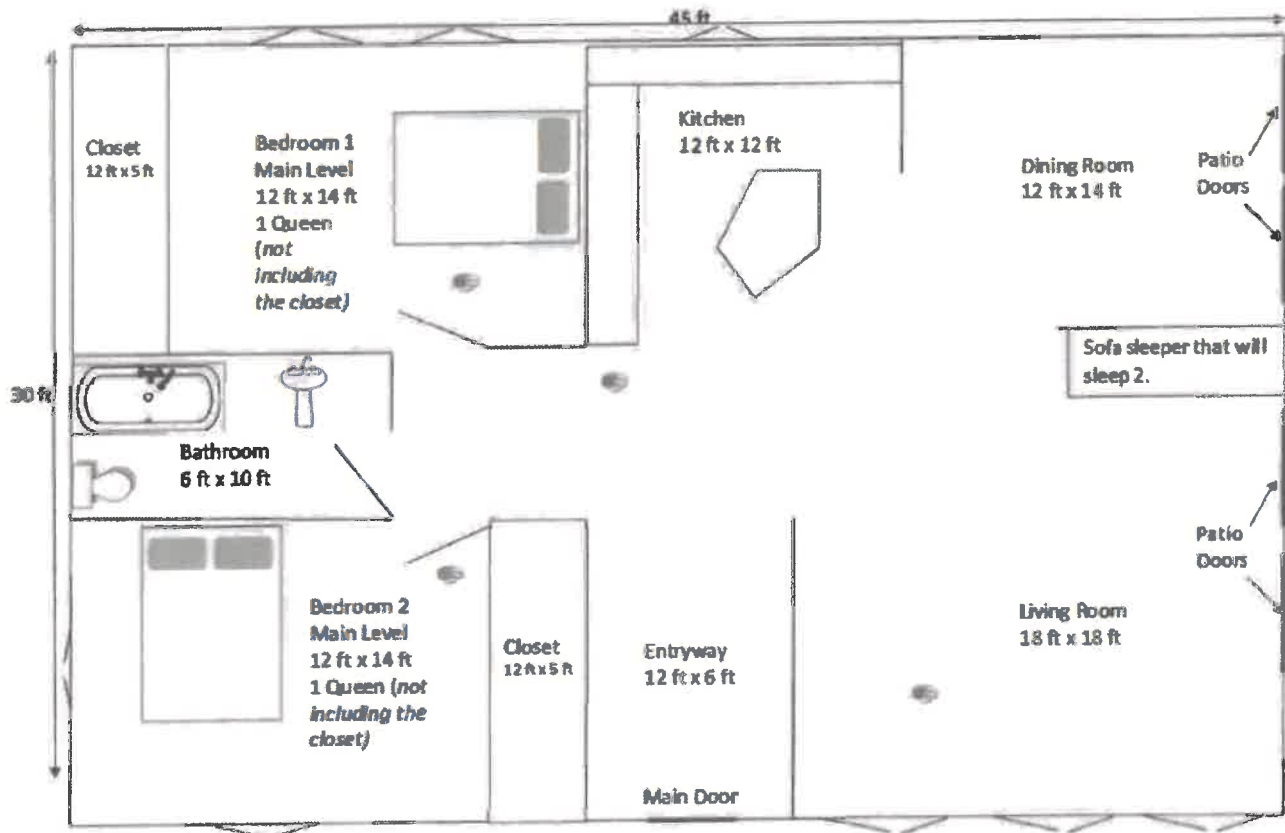 45 ft
Closet
12 ft x 5 ft
Bedroom 1
Main Level
12 ft x 14 ft
1 Queen
(not
including
the closet)
Kitchen
12 ft x 12 ft
Dining Room
12 ft x 14 ft
Patio
Doors
30 ft
Sofa sleeper that will
sleep 2.
Bathroom
6 ft x 10 ft
Bedroom 2
Main Level
12 ft x 14 ft
1 Queen (not
including the
closet)
Closet
12 ft x 5 ft
Entryway
12 ft x 6 ft
Living Room
18 ft x 18 ft
Patio
Doors
Main Door